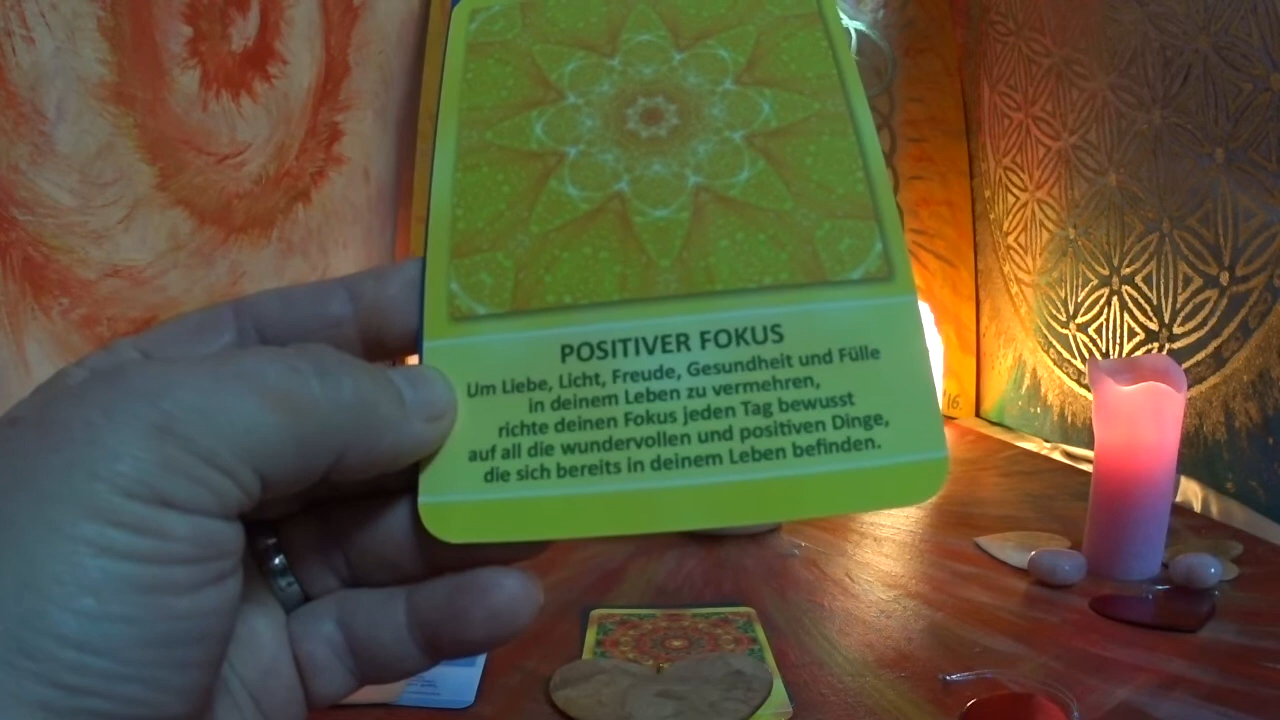 POSITIVER FOKUS
Um Liebe, Licht, Freude, Gesundheit und Fülle
in deinem Leben zu vermehren,
richte deinen Fokus jeden Tag bewusst
auf all die wundervollen und positiven Dinge,
die sich bereits in deinem Leben befinden.
16.